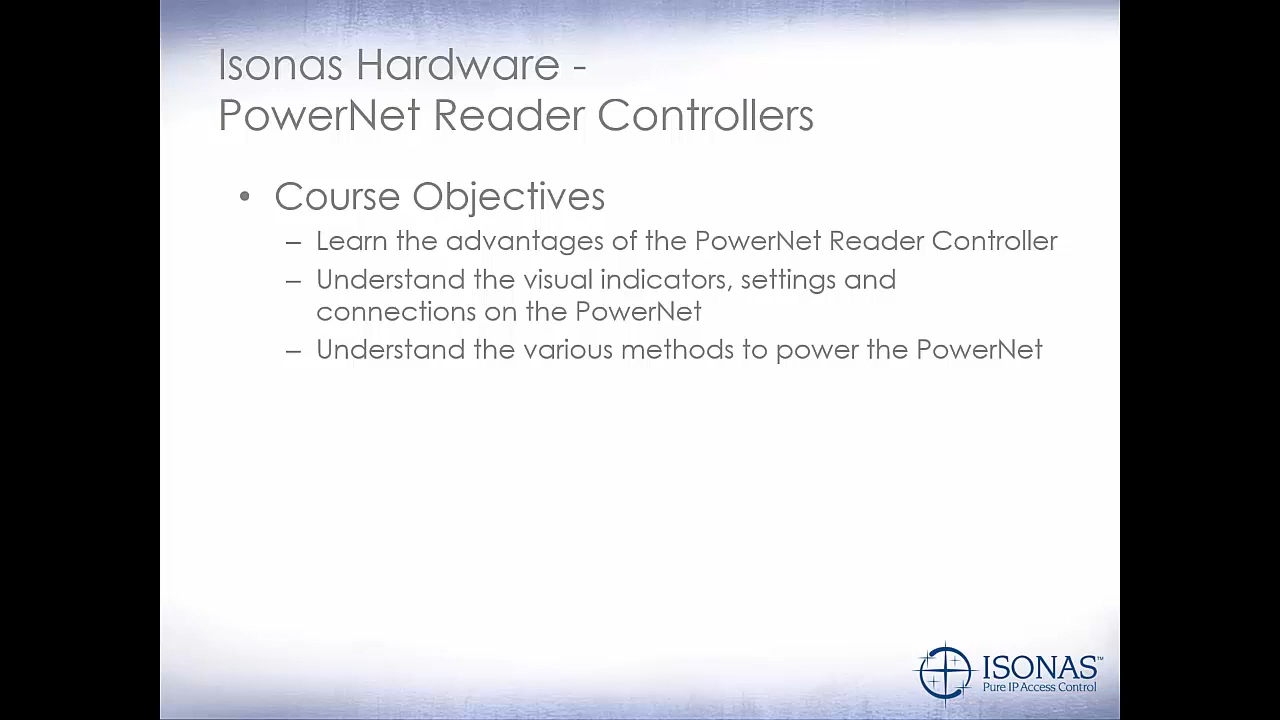 Isonas Hardware -
PowerNet Reader Controllers
• Course Objectives
– Learn the advantages of the PowerNet Reader Controller
– Understand the visual indicators, settings and
connections on the PowerNet
– Understand the various methods to power the PowerNet
ISONAS™
Pure IP Access Control